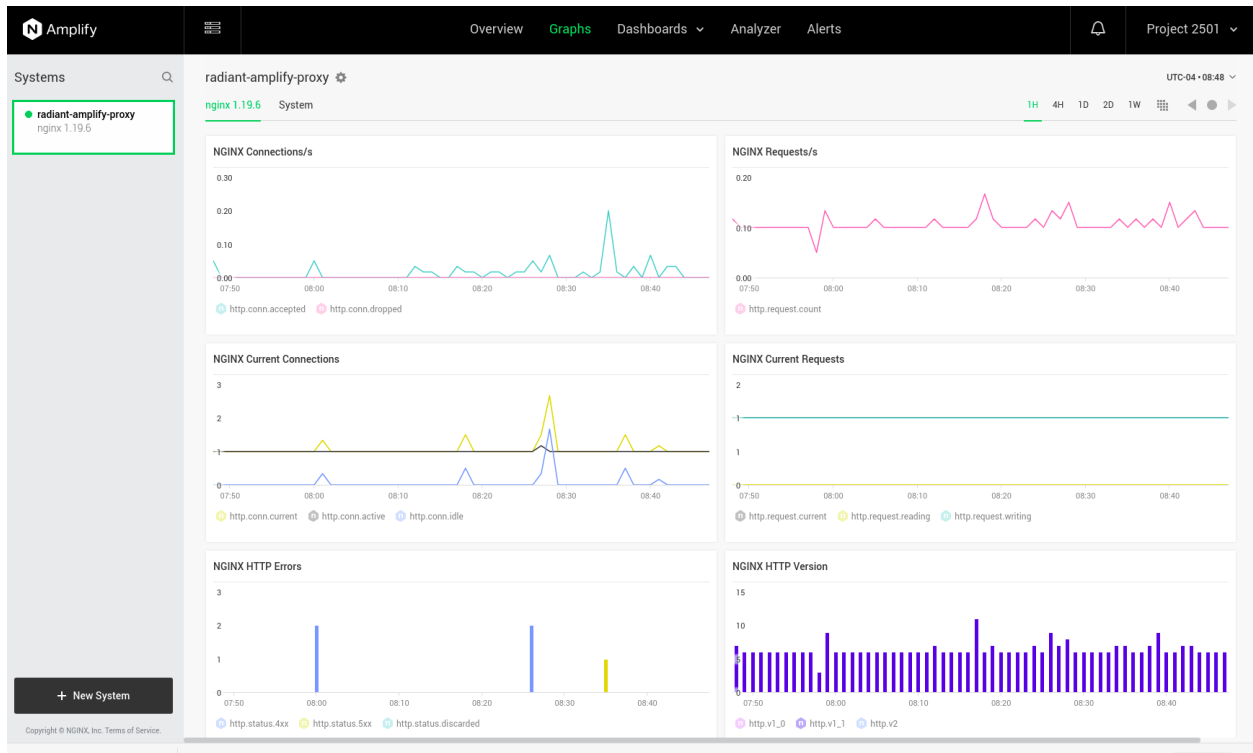 N Amplify
Overview Graphs Dashboards Analyzer Alerts
Project 2501
Systems
radiant-amplify-proxy
nginx 1.19.6
+ New System
Copyright © NGINX, Inc. Terms of Service.
radiant-amplify-proxy
UTC-04 • 08:48
nginx 1.19.6 System
1H 4H 1D 2D 1W
NGINX Connections/s
0.30
0.20
0.10
0.00
07:50 08:00 08:10 08:20 08:30 08:40
n http.conn.accepted n http.conn.dropped
NGINX Requests/s
0.20
0.10
0.00
07:50 08:00 08:10 08:20 08:30 08:40
n http.request.count
NGINX Current Connections
3
2
1
0
07:50 08:00 08:10 08:20 08:30 08:40
n http.conn.current n http.conn.active n http.conn.idle
NGINX Current Requests
2
1
1
0
07:50 08:00 08:10 08:20 08:30 08:40
n http.request.current n http.request.reading n http.request.writing
NGINX HTTP Errors
3
2
1
0
07:50 08:00 08:10 08:20 08:30 08:40
n http.status.4xx n http.status.5xx n http.status.discarded
NGINX HTTP Version
15
10
5
0
07:50 08:00 08:10 08:20 08:30 08:40
n http.v1_0 n http.v1_1 n http.v2